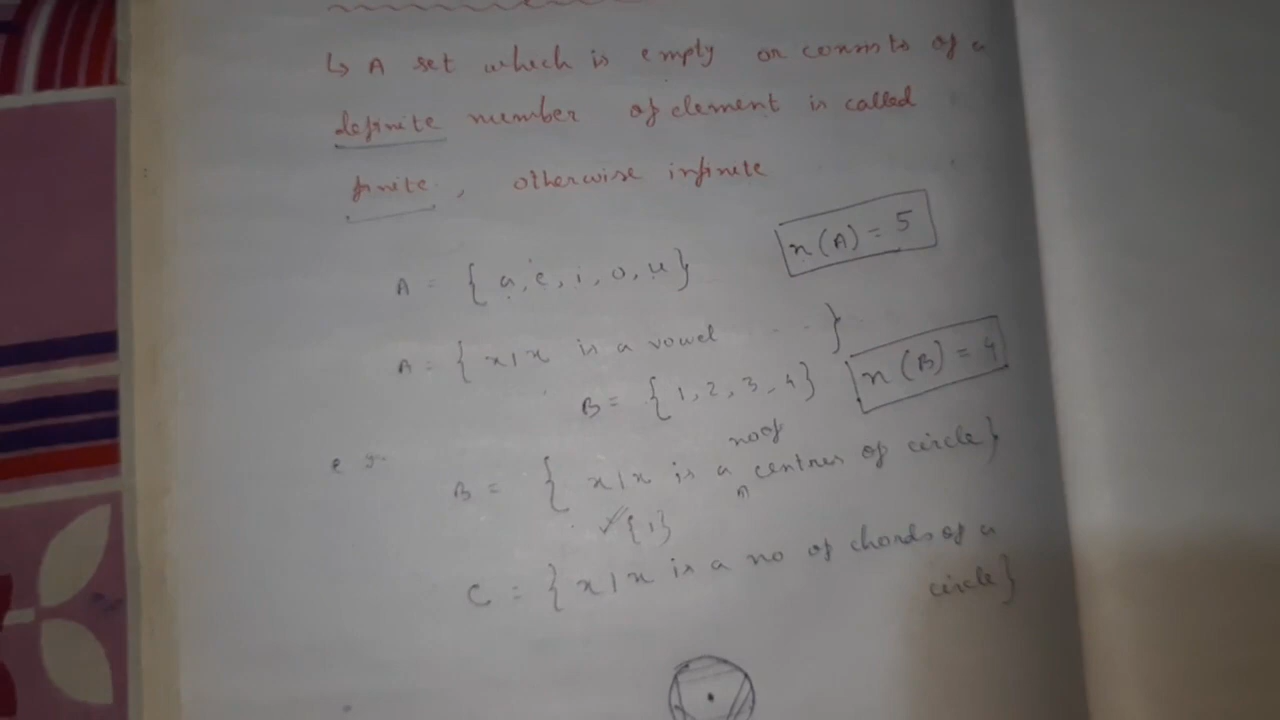 ↳ A set which is empty or consists of a
definite member of element is called
finite, otherwise infinite
n(A) = 5
A = {a, e, i, o, u}
A = {x | x is a vowel ....}
B = {1, 2, 3, 4} n(B) = 4
no of
e g-
B = {x | x is a centres of circle}
✓{1}
C = {x | x is a no of chords of a
circle}